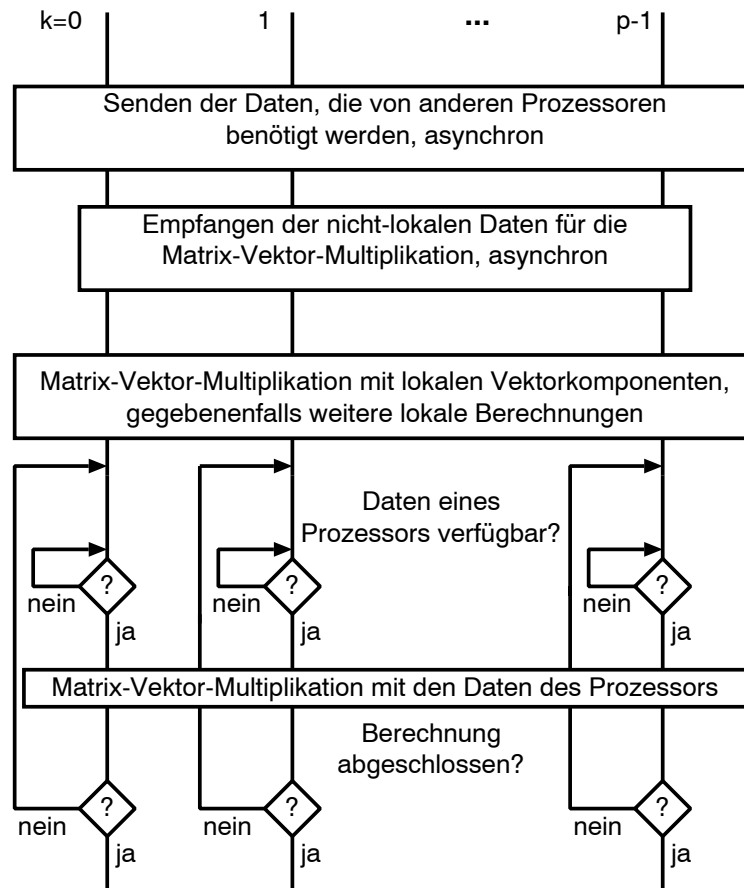 k=0 1 ... p-1
Senden der Daten, die von anderen Prozessoren
benötigt werden, asynchron
Empfangen der nicht-lokalen Daten für die
Matrix-Vektor-Multiplikation, asynchron
Matrix-Vektor-Multiplikation mit lokalen Vektorkomponenten,
gegebenenfalls weitere lokale Berechnungen
Daten eines
Prozessors verfügbar?
? ? ?
nein nein nein
ja ja ja
Matrix-Vektor-Multiplikation mit den Daten des Prozessors
Berechnung
abgeschlossen?
? ? ?
nein nein nein
ja ja ja